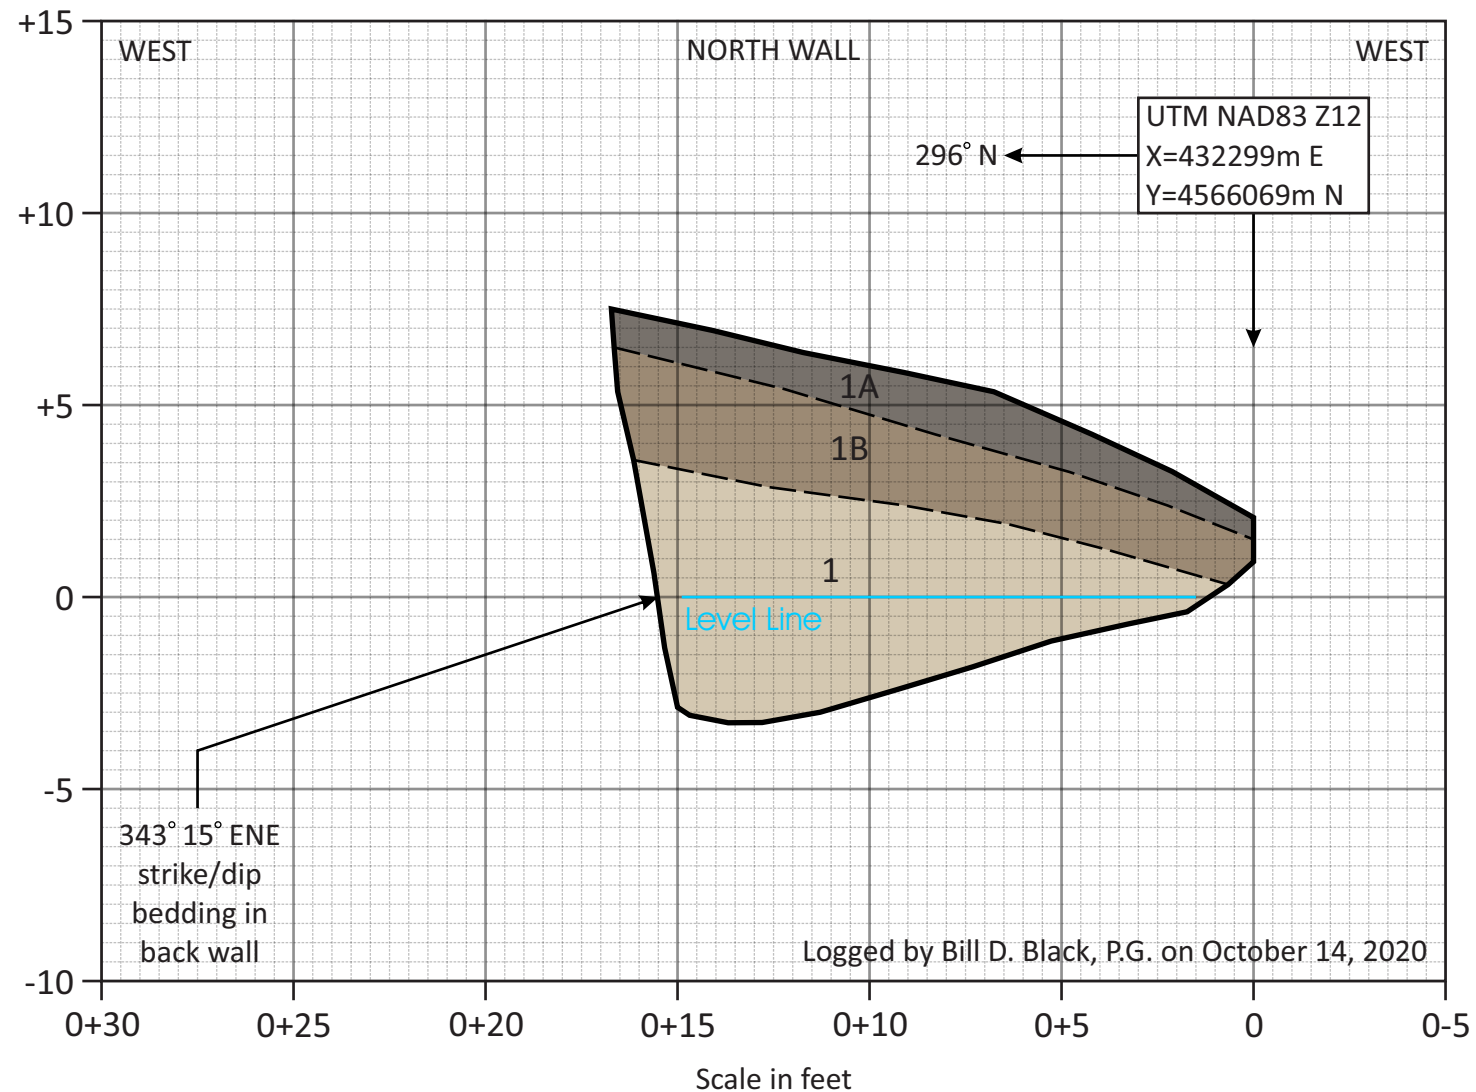 +15
WEST
NORTH WALL
WEST
UTM NAD83 Z12
296° N
X=432299m E
Y=4566069m N
+10
1A
+5
1B
1
0
Level Line
-5
343° 15° ENE
strike/dip
bedding in
back wall
Logged by Bill D. Black, P.G. on October 14, 2020
-10
0+30
0+25
0+20
0+15
0+10
0+5
0
0-5
Scale in feet